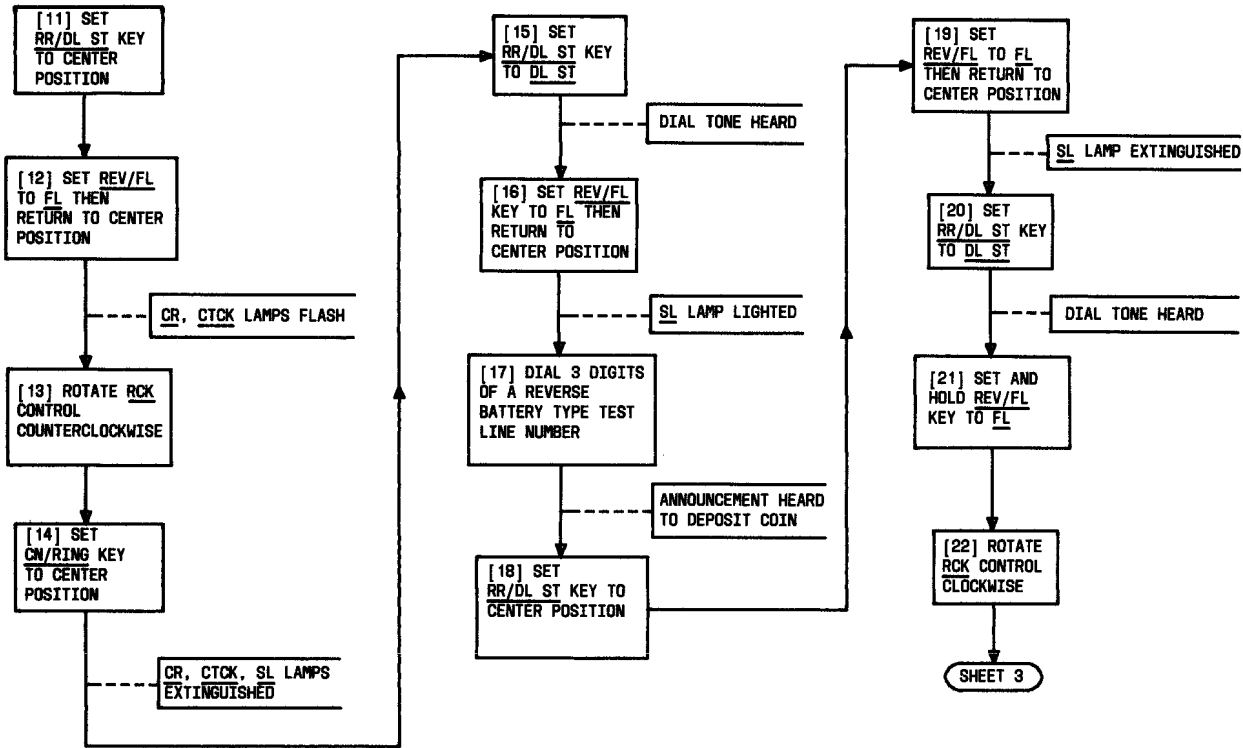 [11] SET
RR/DL ST KEY
TO CENTER
POSITION
[12] SET REV/FL
TO FL THEN
RETURN TO CENTER
POSITION
CR, CTCK LAMPS FLASH
[13] ROTATE RCK
CONTROL
COUNTERCLOCKWISE
[14] SET
CN/RING KEY
TO CENTER
POSITION
CR, CTCK, SL LAMPS
EXTINGUISHED
[15] SET
RR/DL ST KEY
TO DL ST
DIAL TONE HEARD
[16] SET REV/FL
KEY TO FL THEN
RETURN TO
CENTER POSITION
SL LAMP LIGHTED
[17] DIAL 3 DIGITS
OF A REVERSE
BATTERY TYPE TEST
LINE NUMBER
ANNOUNCEMENT HEARD
TO DEPOSIT COIN
[18] SET
RR/DL ST KEY TO
CENTER POSITION
[19] SET
REV/FL TO FL
THEN RETURN TO
CENTER POSITION
SL LAMP EXTINGUISHED
[20] SET
RR/DL ST KEY
TO DL ST
DIAL TONE HEARD
[21] SET AND
HOLD REV/FL
KEY TO FL
[22] ROTATE
RCK CONTROL
CLOCKWISE
SHEET 3